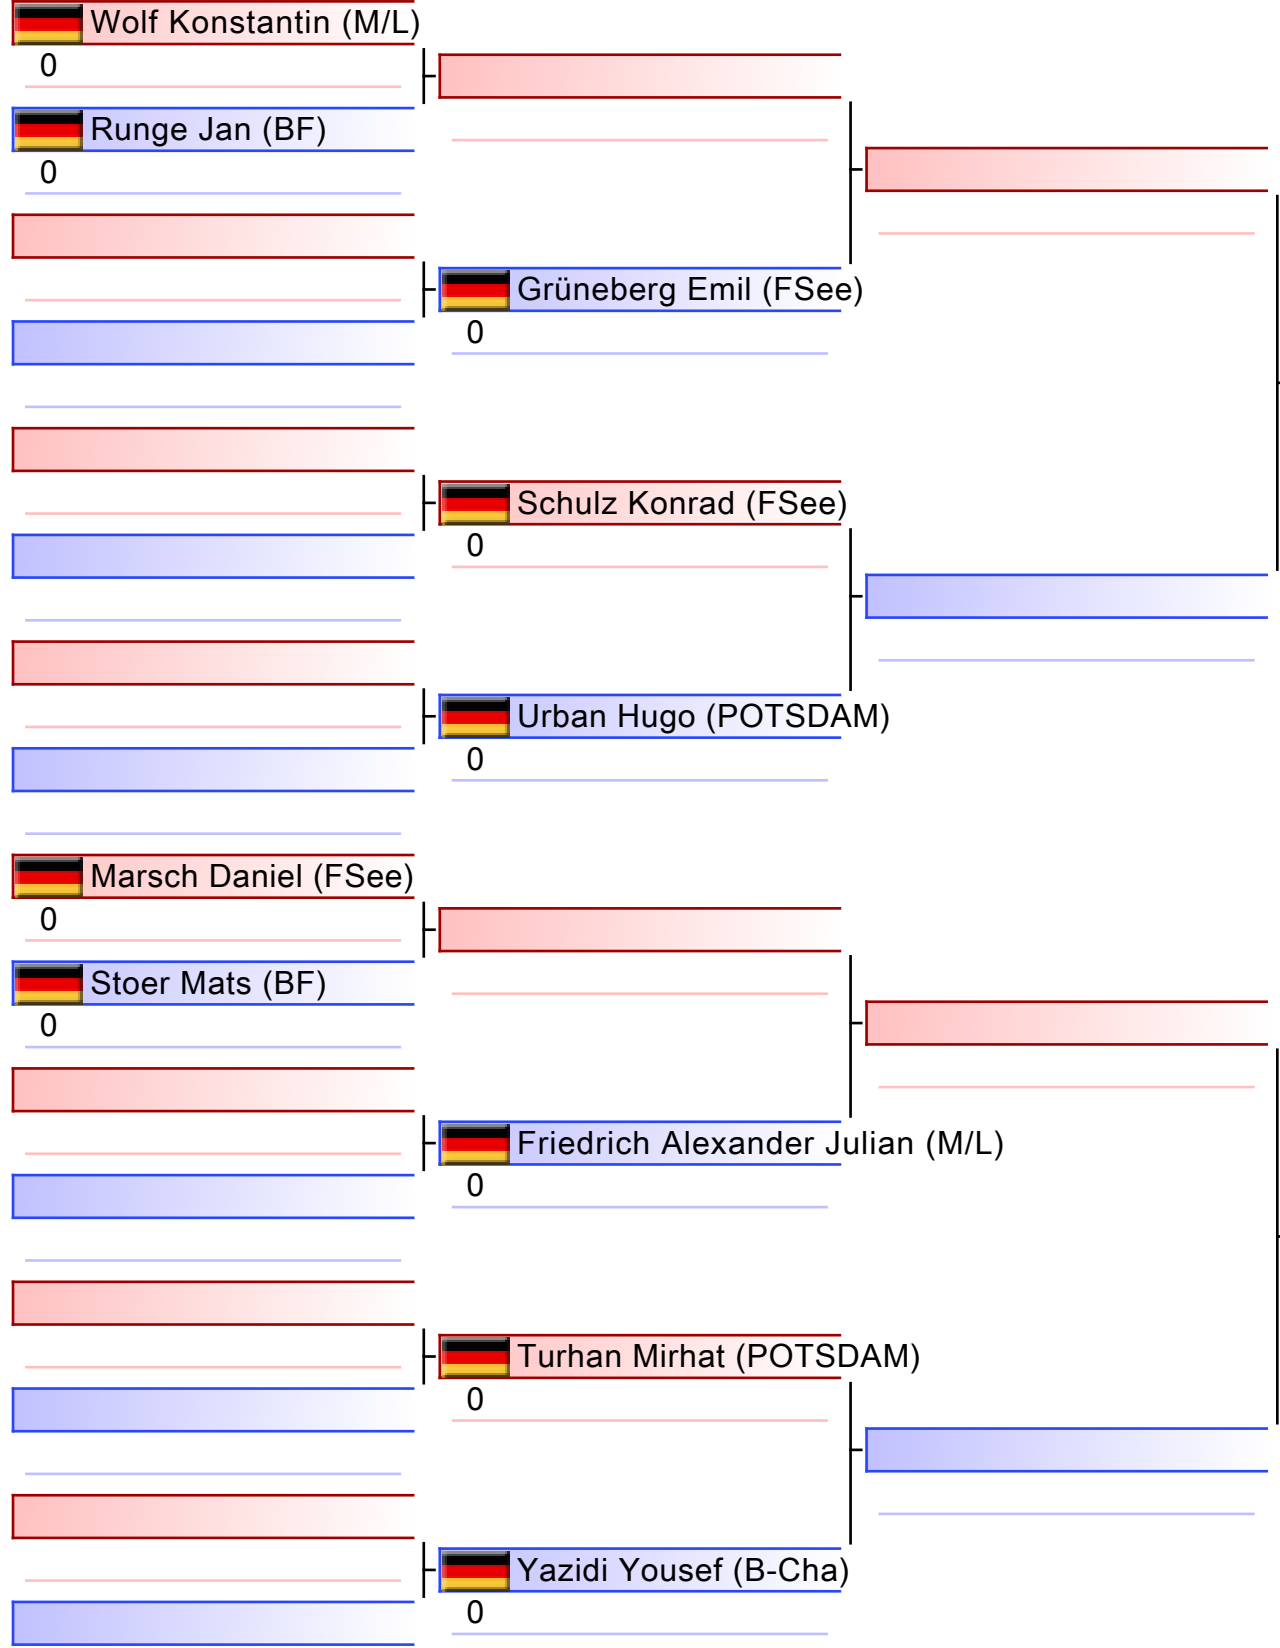 Wolf Konstantin (M/L)
0
Runge Jan (BF)
0
Grüneberg Emil (FSee)
0
Schulz Konrad (FSee)
0
Urban Hugo (POTSDAM)
0
Marsch Daniel (FSee)
0
Stoer Mats (BF)
0
Friedrich Alexander Julian (M/L)
0
Turhan Mirhat (POTSDAM)
0
Yazidi Yousef (B-Cha)
0